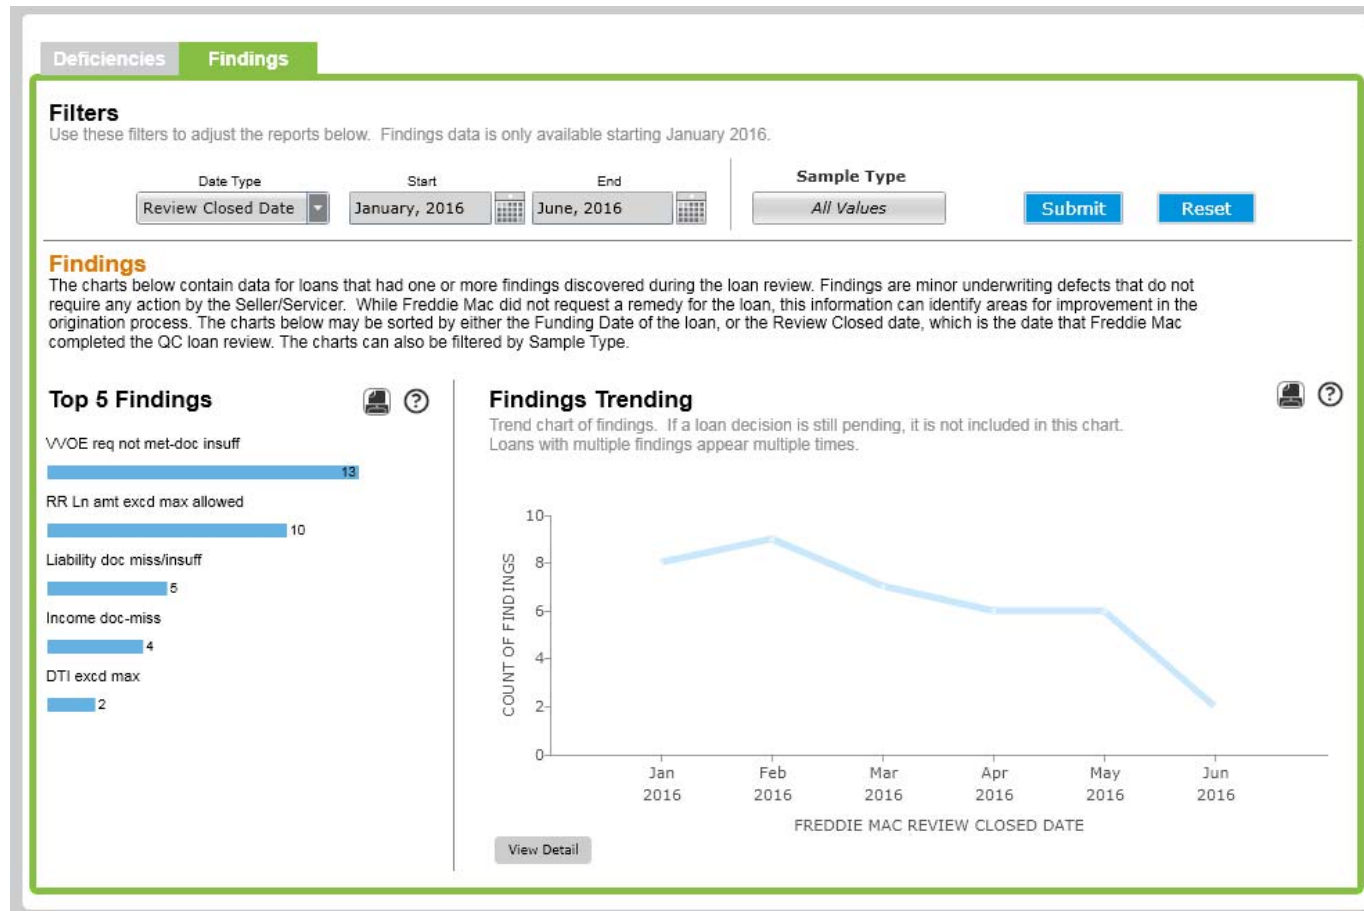 Deficiencies
Findings
Filters
Use these filters to adjust the reports below. Findings data is only available starting January 2016.
Date Type
Start
End
Sample Type
Review Closed Date
January, 2016
June, 2016
All Values
Submit
Reset
Findings
The charts below contain data for loans that had one or more findings discovered during the loan review. Findings are minor underwriting defects that do not
require any action by the Seller/Servicer. While Freddie Mac did not request a remedy for the loan, this information can identify areas for improvement in the
origination process. The charts below may be sorted by either the Funding Date of the loan, or the Review Closed date, which is the date that Freddie Mac
completed the QC loan review. The charts can also be filtered by Sample Type.
Top 5 Findings
?
VVOE req not met-doc insuff
13
RR Ln amt excd max allowed
10
Liability doc miss/insuff
5
Income doc-miss
4
DTI excd max
2
Findings Trending
?
Trend chart of findings. If a loan decision is still pending, it is not included in this chart.
Loans with multiple findings appear multiple times.
COUNT OF FINDINGS
10
8
6
4
2
0
Jan Feb Mar Apr May Jun
2016 2016 2016 2016 2016 2016
FREDDIE MAC REVIEW CLOSED DATE
View Detail